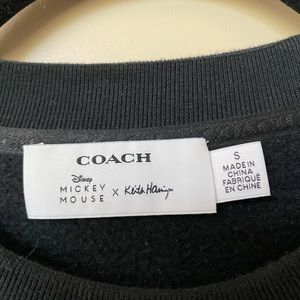 COACH
Disney
MICKEY
MOUSE x Keith Haring
S
MADE IN
CHINA
FABRIQUÉ
EN CHINE